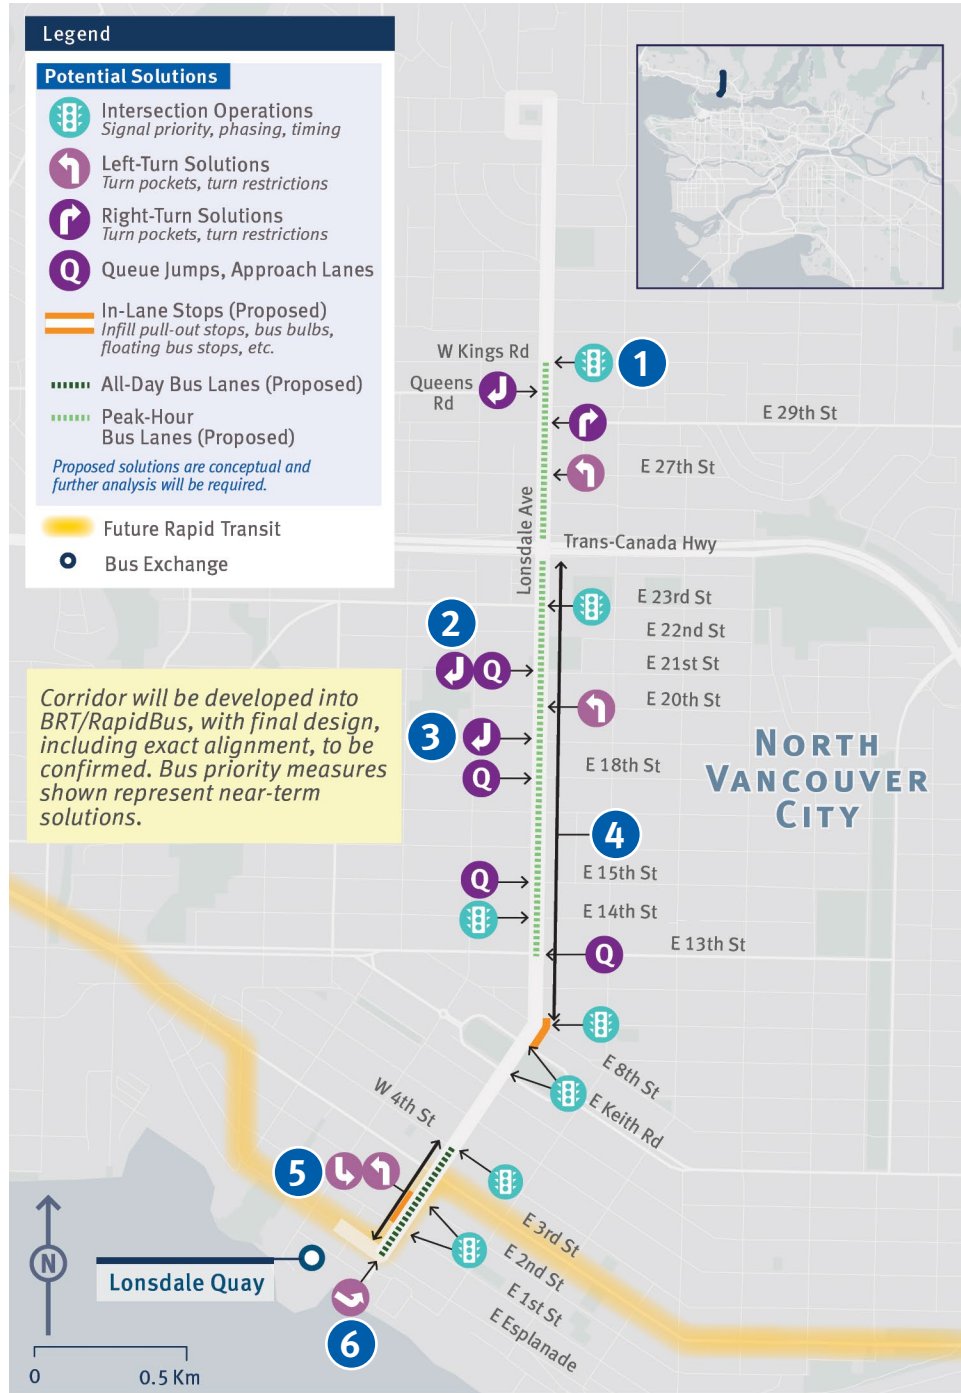 Legend
Potential Solutions
Intersection Operations
Signal priority, phasing, timing
Left-Turn Solutions
Turn pockets, turn restrictions
Right-Turn Solutions
Turn pockets, turn restrictions
Q
Queue Jumps, Approach Lanes
In-Lane Stops (Proposed)
Infill pull-out stops, bus bulbs,
floating bus stops, etc.
All-Day Bus Lanes (Proposed)
Peak-Hour
Bus Lanes (Proposed)
Proposed solutions are conceptual and
further analysis will be required.
Future Rapid Transit
Bus Exchange
W Kings Rd
1
Queens
Rd
E 29th St
E 27th St
Lonsdale Ave
Trans-Canada Hwy
E 23rd St
2
E 22nd St
Q
E 21st St
E 20th St
Corridor will be developed into
BRT/RapidBus, with final design,
including exact alignment, to be
confirmed. Bus priority measures
shown represent near-term
solutions.
3
Q
E 18th St
NORTH
VANCOUVER
CITY
4
Q
E 15th St
E 14th St
Q
E 13th St
E 8th St
E Keith Rd
W 4th St
5
E 3rd St
E 2nd St
E 1st St
E Esplanade
N
Lonsdale Quay
6
0
0.5 Km